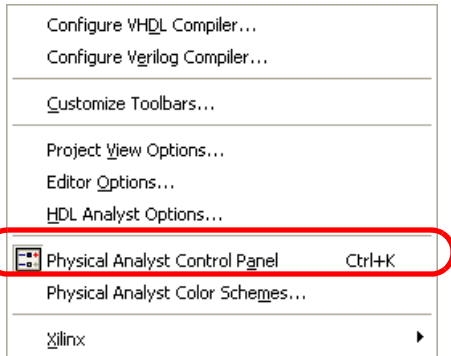 Configure VHDL Compiler...
Configure Verilog Compiler...
Customize Toolbars...
Project View Options...
Editor Options...
HDL Analyst Options...
Physical Analyst Control Panel Ctrl+K
Physical Analyst Color Schemes...
Xilinx